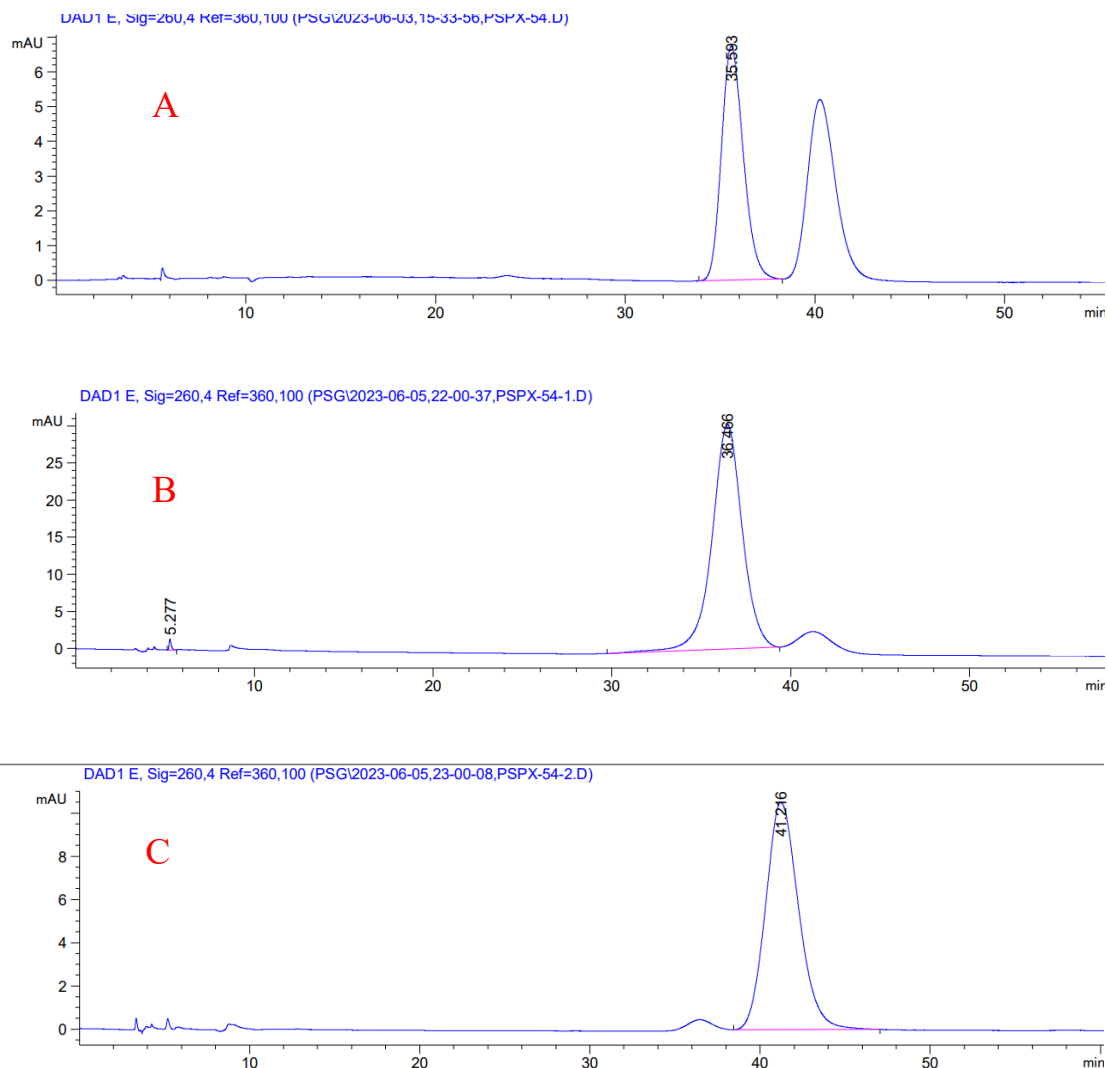 DAD1 E, Sig=260,4 Ref=360,100 (PSG\2023-06-03,15-33-56,PSPX-54.D)
mAU
35.593
6
A
5
4
3
2
1
0
10 20 30 40 50 min
DAD1 E, Sig=260,4 Ref=360,100 (PSG\2023-06-05,22-00-37,PSPX-54-1.D)
mAU
36.466
25
B
20
15
10
5.277
5
0
10 20 30 40 50 min
DAD1 E, Sig=260,4 Ref=360,100 (PSG\2023-06-05,23-00-08,PSPX-54-2.D)
mAU
41.216
C
8
6
4
2
0
10 20 30 40 50 min